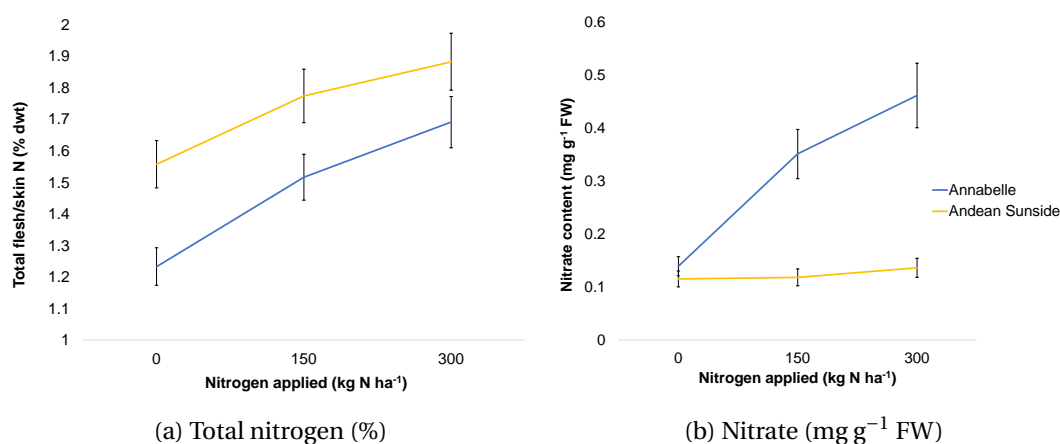 2
1.9
1.8
1.7
1.6
1.5
1.4
1.3
1.2
1.1
1
Total flesh/skin N (% dwt)
0 150 300
Nitrogen applied (kg N ha⁻¹)
(a) Total nitrogen (%)
0.6
0.5
0.4
0.3
0.2
0.1
0
Nitrate content (mg g⁻¹ FW)
0 150 300
Nitrogen applied (kg N ha⁻¹)
Annabelle
Andean Sunside
(b) Nitrate (mg g⁻¹ FW)